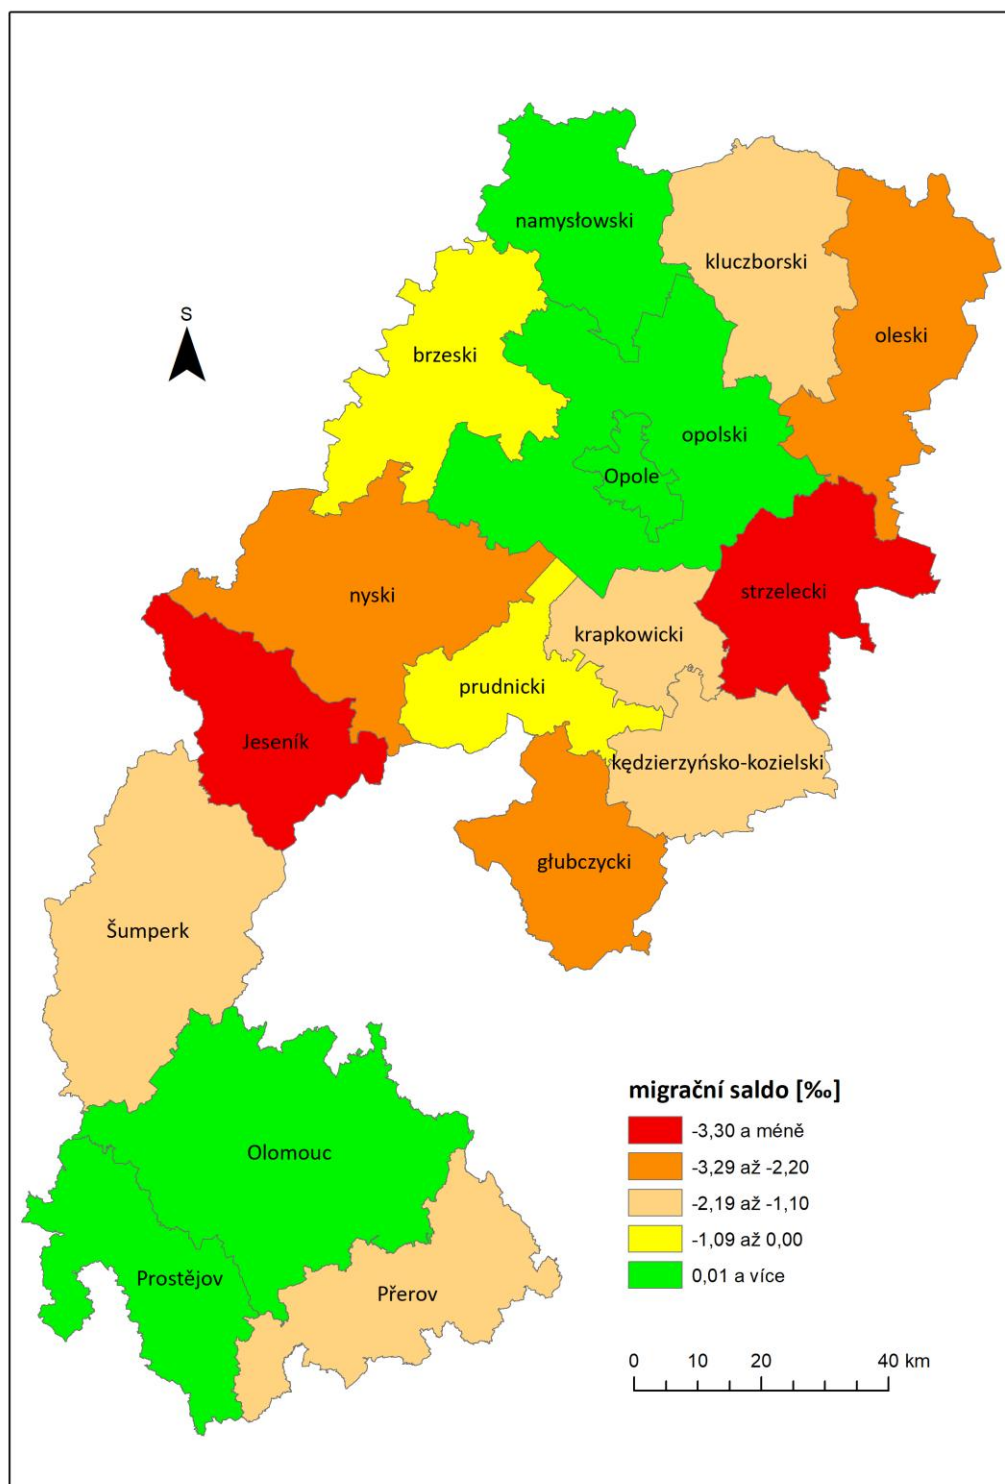 namysłowski
kluczborski
S
oleski
brzeski
opolski
Opole
strzelecki
nyski
krapkowicki
prudnicki
Jeseník
kędzierzyńsko-kozielski
głubczycki
Šumperk
migrační saldo [‰]
-3,30 a méně
-3,29 až -2,20
-2,19 až -1,10
-1,09 až 0,00
0,01 a více
Olomouc
Prostějov
Přerov
0 10 20 40 km